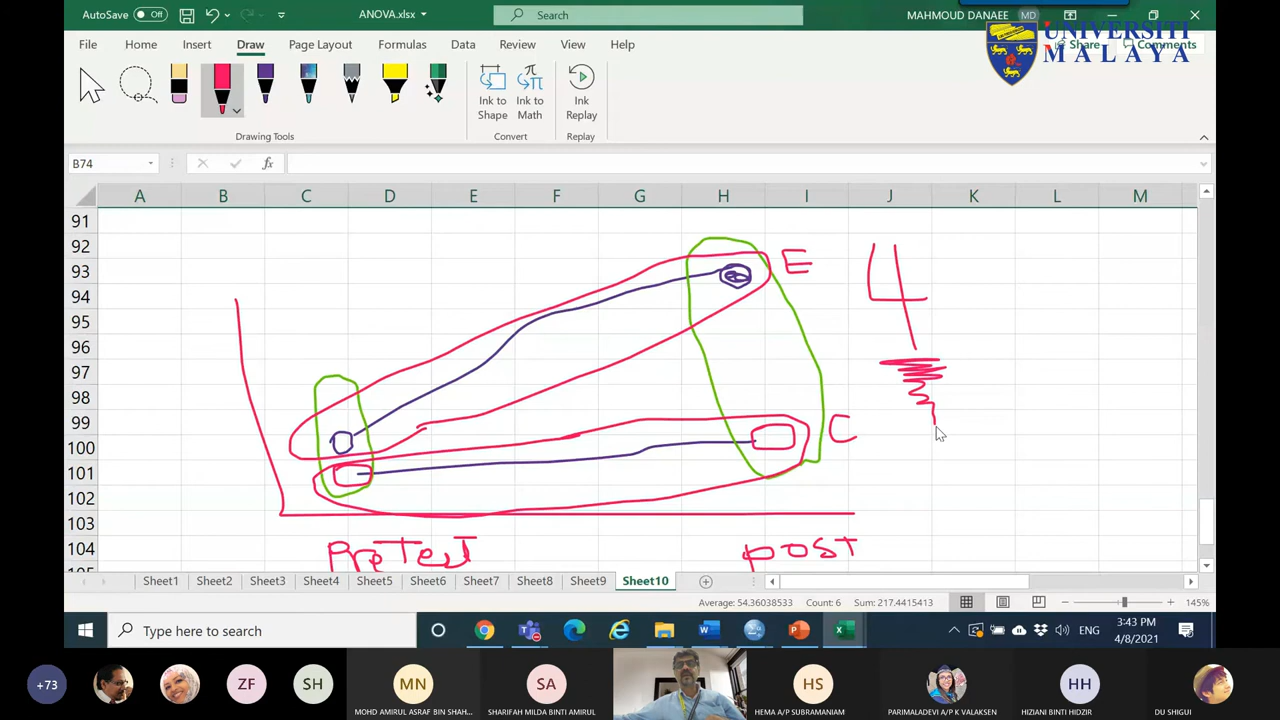 AutoSave Off ANOVA.xlsx Search MAHMOUD DANAEE MD
UNIVERSITI
MALAYA
File Home Insert Draw Page Layout Formulas Data Review View Help Share Comments
Ink to Shape
Ink to Math
Ink Replay
Drawing Tools Convert Replay
B74 fx
A B C D E F G H I J K L M
91
92
93
94
95
96
97
98
99
100
101
102
103
104
E
4
C
PreTest post
Sheet1 Sheet2 Sheet3 Sheet4 Sheet5 Sheet6 Sheet7 Sheet8 Sheet9 Sheet10
Average: 54.36038533 Count: 6 Sum: 217.4415413 145%
Type here to search ENG 3:43 PM
4/8/2021
+73 ZF SH MN SA HS HH
MOHD AMIRUL ASRAF BIN SHAH... SHARIFAH MILDA BINTI AMIRUL HEMA A/P SUBRAMANIAM PARIMALADEVI A/P K VALAKSEN HIZIANI BINTI HIDZIR DU SHIGUI